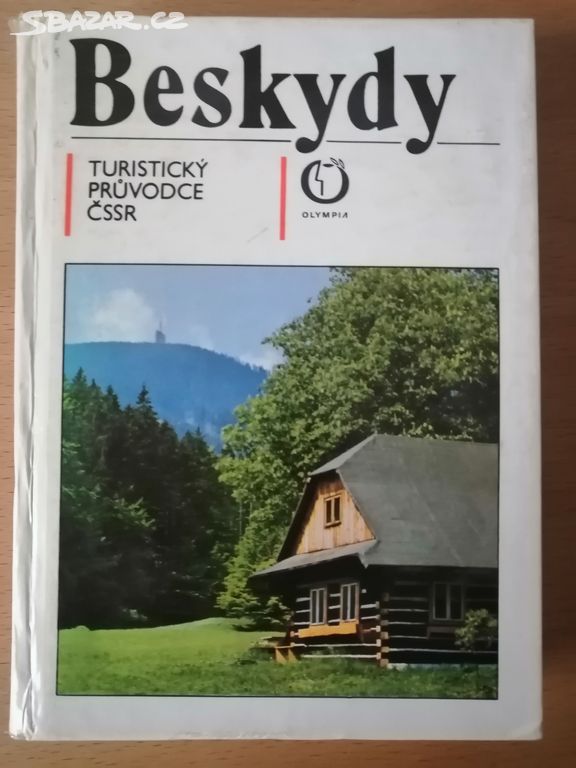 SBAZAR.CZ
Beskydy
TURISTICKÝ
PRŮVODCE
ČSSR
OLYMPIA